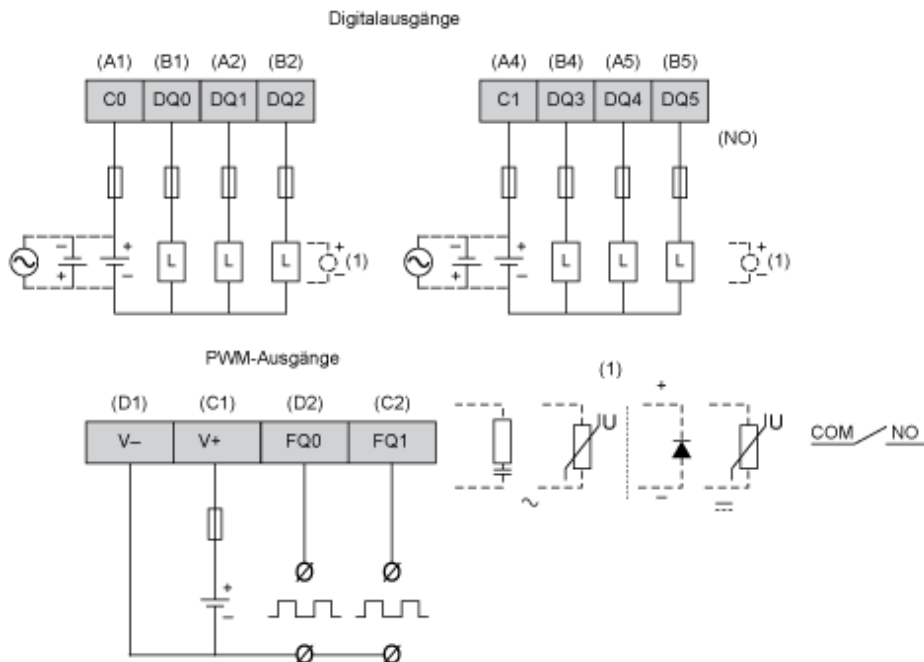 Digitalausgänge
(A1) (B1) (A2) (B2) (A4) (B4) (A5) (B5)
C0 DQ0 DQ1 DQ2 C1 DQ3 DQ4 DQ5
(NO)
L L L (1) L L L (1)
PWM-Ausgänge (1)
(D1) (C1) (D2) (C2)
V– V+ FQ0 FQ1 U U COM NO